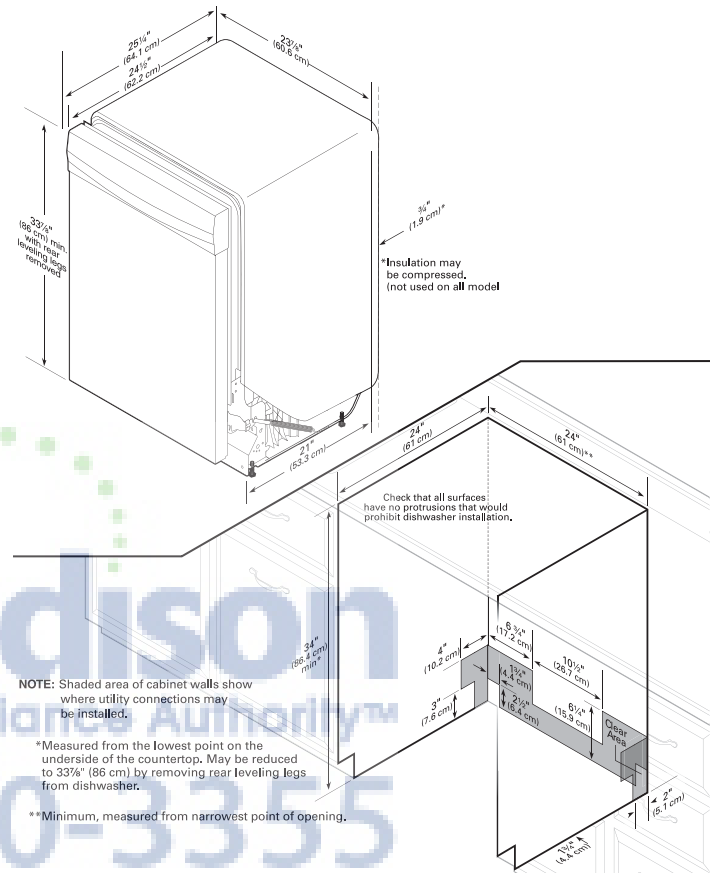 25¼"
(64.1 cm)
24½"
(62.2 cm)
23⅞"
(60.6 cm)
33⅞"
(86 cm) min.
with rear
leveling legs
removed
¾"
(1.9 cm)*
*Insulation may
be compressed.
(not used on all model
21"
(53.3 cm)
24"
(61 cm)
24"
(61 cm)**
Check that all surfaces
have no protrusions that would
prohibit dishwasher installation.
34"
(86.4 cm)
min*
4"
(10.2 cm)
6 ¾"
(17.2 cm)
10½"
(26.7 cm)
1¾"
(4.4 cm)
3"
(7.6 cm)
2½"
(6.4 cm)
6¼"
(15.9 cm)
Clear
Area
2"
(5.1 cm)
1¾"
(4.4 cm)
NOTE: Shaded area of cabinet walls show
where utility connections may
be installed.
*Measured from the lowest point on the
underside of the countertop. May be reduced
to 33⅞" (86 cm) by removing rear leveling legs
from dishwasher.
**Minimum, measured from narrowest point of opening.
dison
liance Authority™
0-3355